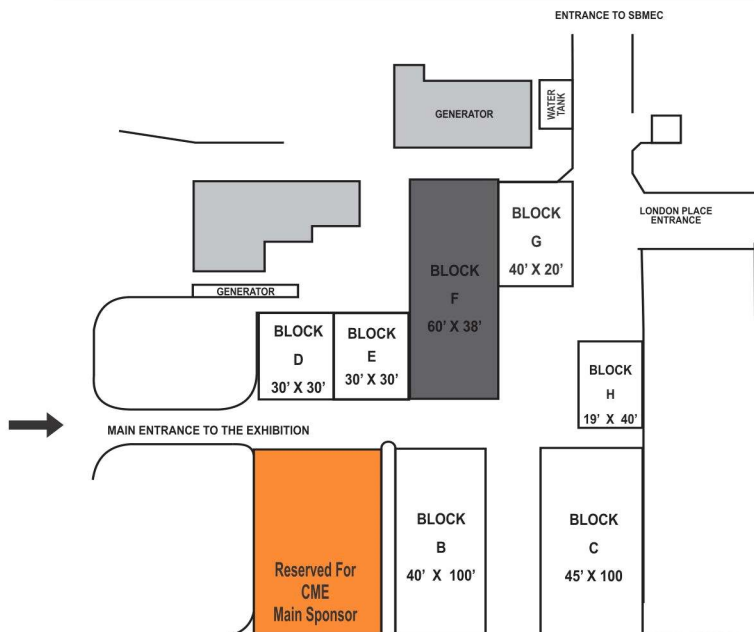 ENTRANCE TO SBMEC
GENERATOR
WATER
TANK
LONDON PLACE
ENTRANCE
BLOCK
G
40’ X 20’
BLOCK
F
60’ X 38’
GENERATOR
BLOCK
D
30’ X 30’
BLOCK
E
30’ X 30’
BLOCK
H
19’ X 40’
MAIN ENTRANCE TO THE EXHIBITION
Reserved For
CME
Main Sponsor
BLOCK
B
40’ X 100’
BLOCK
C
45’ X 100